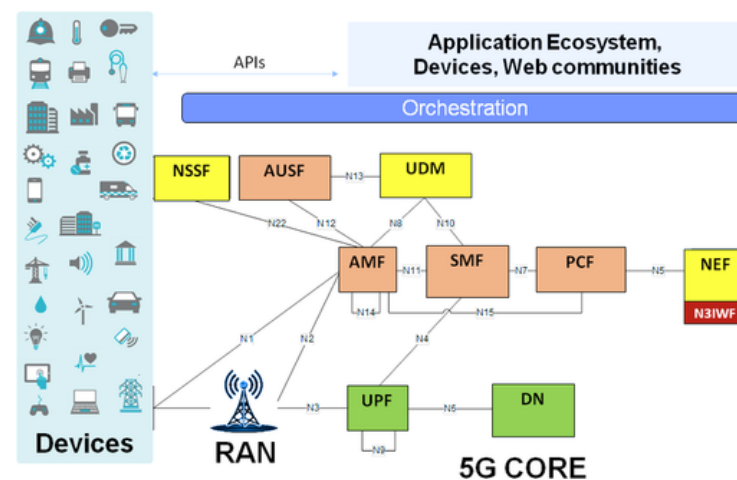 Application Ecosystem,
Devices, Web communities
APIs
Orchestration
NSSF
AUSF
N13
UDM
N22
N12
N8
N10
AMF
N11
SMF
N7
PCF
N5
NEF
N3IWF
N14
N15
N1
N2
N4
N3
UPF
N6
DN
N9
Devices
RAN
5G CORE